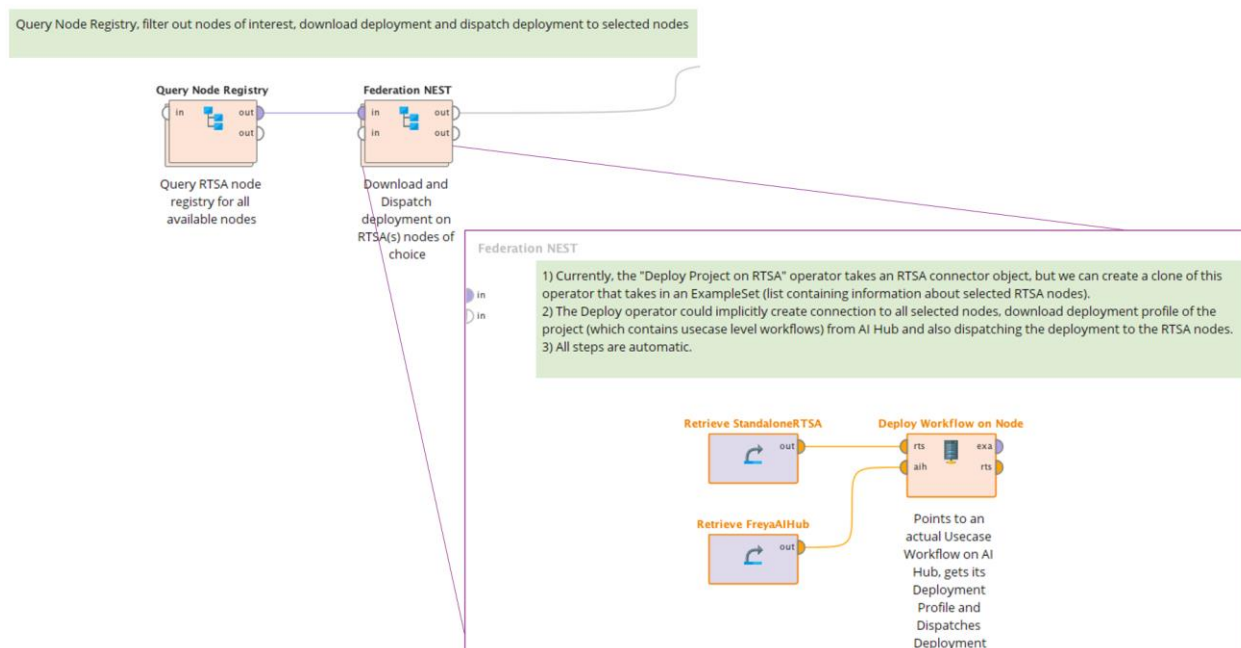 Query Node Registry, filter out nodes of interest, download deployment and dispatch deployment to selected nodes
Query Node Registry
in
out
out
Query RTSA node
registry for all
available nodes
Federation NEST
in
out
in
out
Download and
Dispatch
deployment on
RTSA(s) nodes of
choice
Federation NEST
in
in
1) Currently, the "Deploy Project on RTSA" operator takes an RTSA connector object, but we can create a clone of this
operator that takes in an ExampleSet (list containing information about selected RTSA nodes).
2) The Deploy operator could implicitly create connection to all selected nodes, download deployment profile of the
project (which contains usecase level workflows) from AI Hub and also dispatching the deployment to the RTSA nodes.
3) All steps are automatic.
Retrieve StandaloneRTSA
out
Deploy Workflow on Node
rts
exa
aih
rts
Retrieve FreyaAIHub
out
Points to an
actual Usecase
Workflow on AI
Hub, gets its
Deployment
Profile and
Dispatches
Deployment